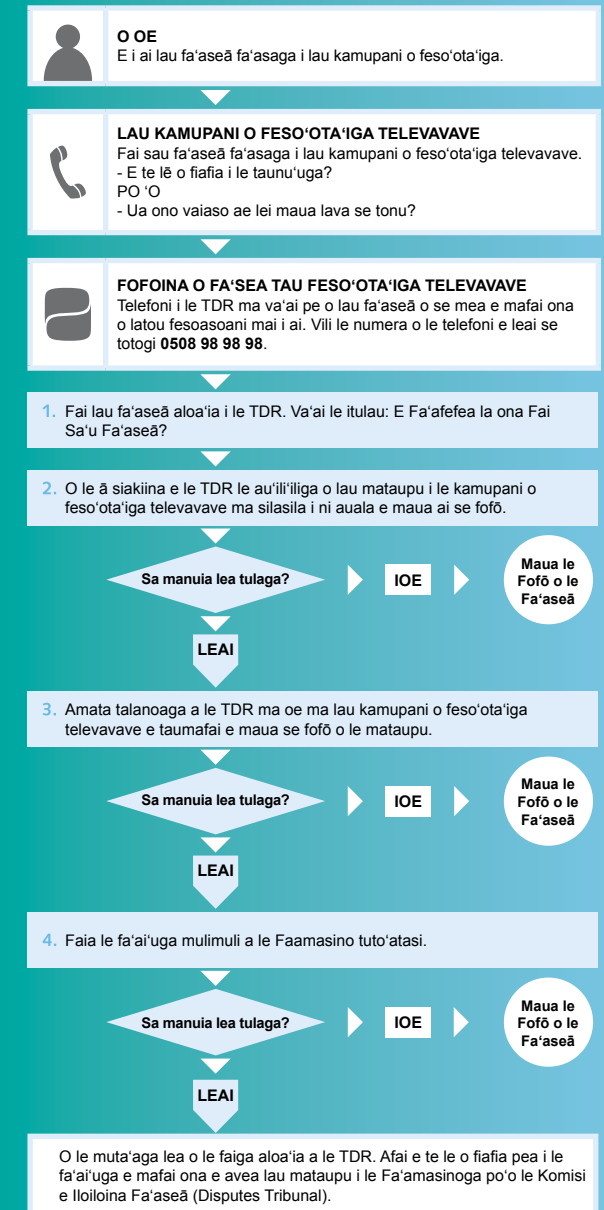 O OE
E i ai lau fa‘aseā fa‘asaga i lau kamupani o feso‘ota‘iga.
LAU KAMUPANI O FESO‘OTA‘IGA TELEVAVAVE
Fai sau fa‘aseā fa‘asaga i lau kamupani o feso‘ota‘iga televavave.
- E te lē o fiafia i le taunu‘uga?
PO ‘O
- Ua ono vaiaso ae lei maua lava se tonu?
FOFOINA O FA‘SEA TAU FESO‘OTA‘IGA TELEVAVAVE
Telefoni i le TDR ma va‘ai pe o lau fa‘aseā o se mea e mafai ona
o latou fesoasoani mai i ai. Vili le numera o le telefoni e leai se
totogi 0508 98 98 98.
1. Fai lau fa‘aseā aloa‘ia i le TDR. Va‘ai le itulau: E Fa‘afefea la ona Fai
Sa‘u Fa‘aseā?
2. O le ā siakiina e le TDR le au‘ili‘iliga o lau mataupu i le kamupani o
feso‘ota‘iga televavave ma silasila i ni auala e maua ai se fofō.
Sa manuia lea tulaga?
IOE
Maua le
Fofō o le
Fa‘aseā
LEAI
3. Amata talanoaga a le TDR ma oe ma lau kamupani o feso‘ota‘iga
televavave e taumafai e maua se fofō o le mataupu.
Sa manuia lea tulaga?
IOE
Maua le
Fofō o le
Fa‘aseā
LEAI
4. Faia le fa‘ai‘uga mulimuli a le Faamasino tuto‘atasi.
Sa manuia lea tulaga?
IOE
Maua le
Fofō o le
Fa‘aseā
LEAI
O le muta‘aga lea o le faiga aloa‘ia a le TDR. Afai e te le o fiafia pea i le
fa‘ai‘uga e mafai ona e avea lau mataupu i le Fa‘amasinoga po‘o le Komisi
e Iloiloina Fa‘aseā (Disputes Tribunal).